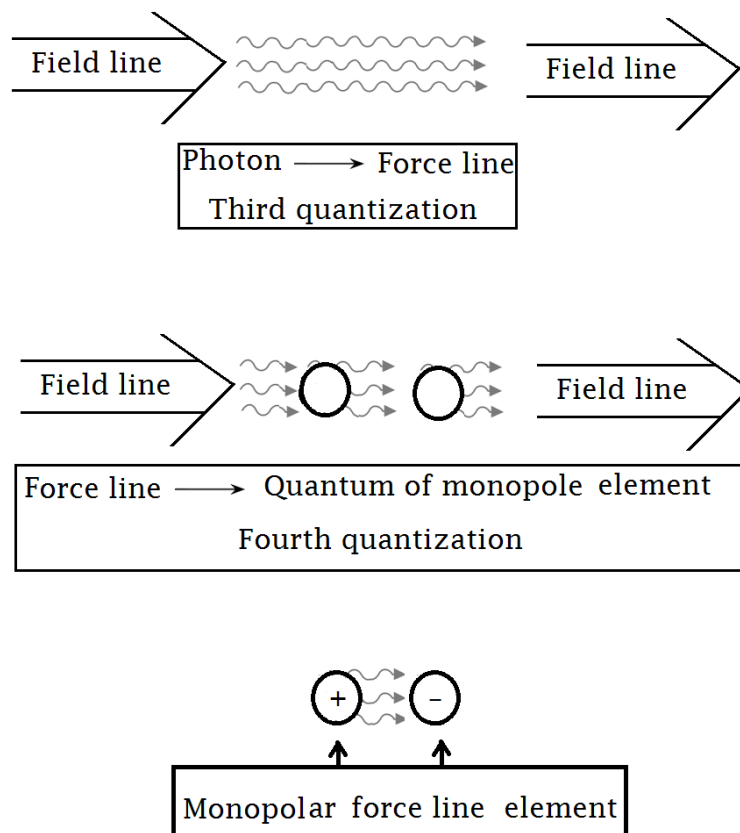 Field line
Field line
Photon → Force line
Third quantization
Field line
Field line
Force line → Quantum of monopole element
Fourth quantization
+ -
Monopolar force line element